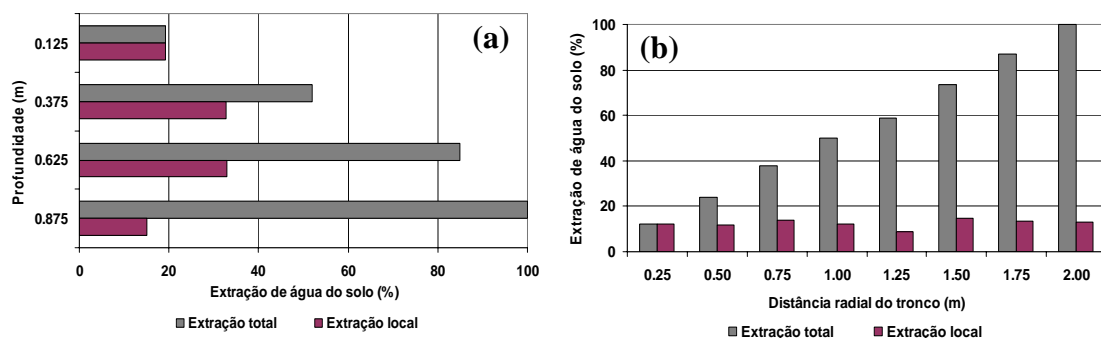 (a)
Profundidade (m)
0.125
0.375
0.625
0.875
0 20 40 60 80 100
Extração de água do solo (%)
Extração total Extração local
(b)
Extração de água do solo (%)
100
80
60
40
20
0
0.25 0.50 0.75 1.00 1.25 1.50 1.75 2.00
Distância radial do tronco (m)
Extração total Extração local